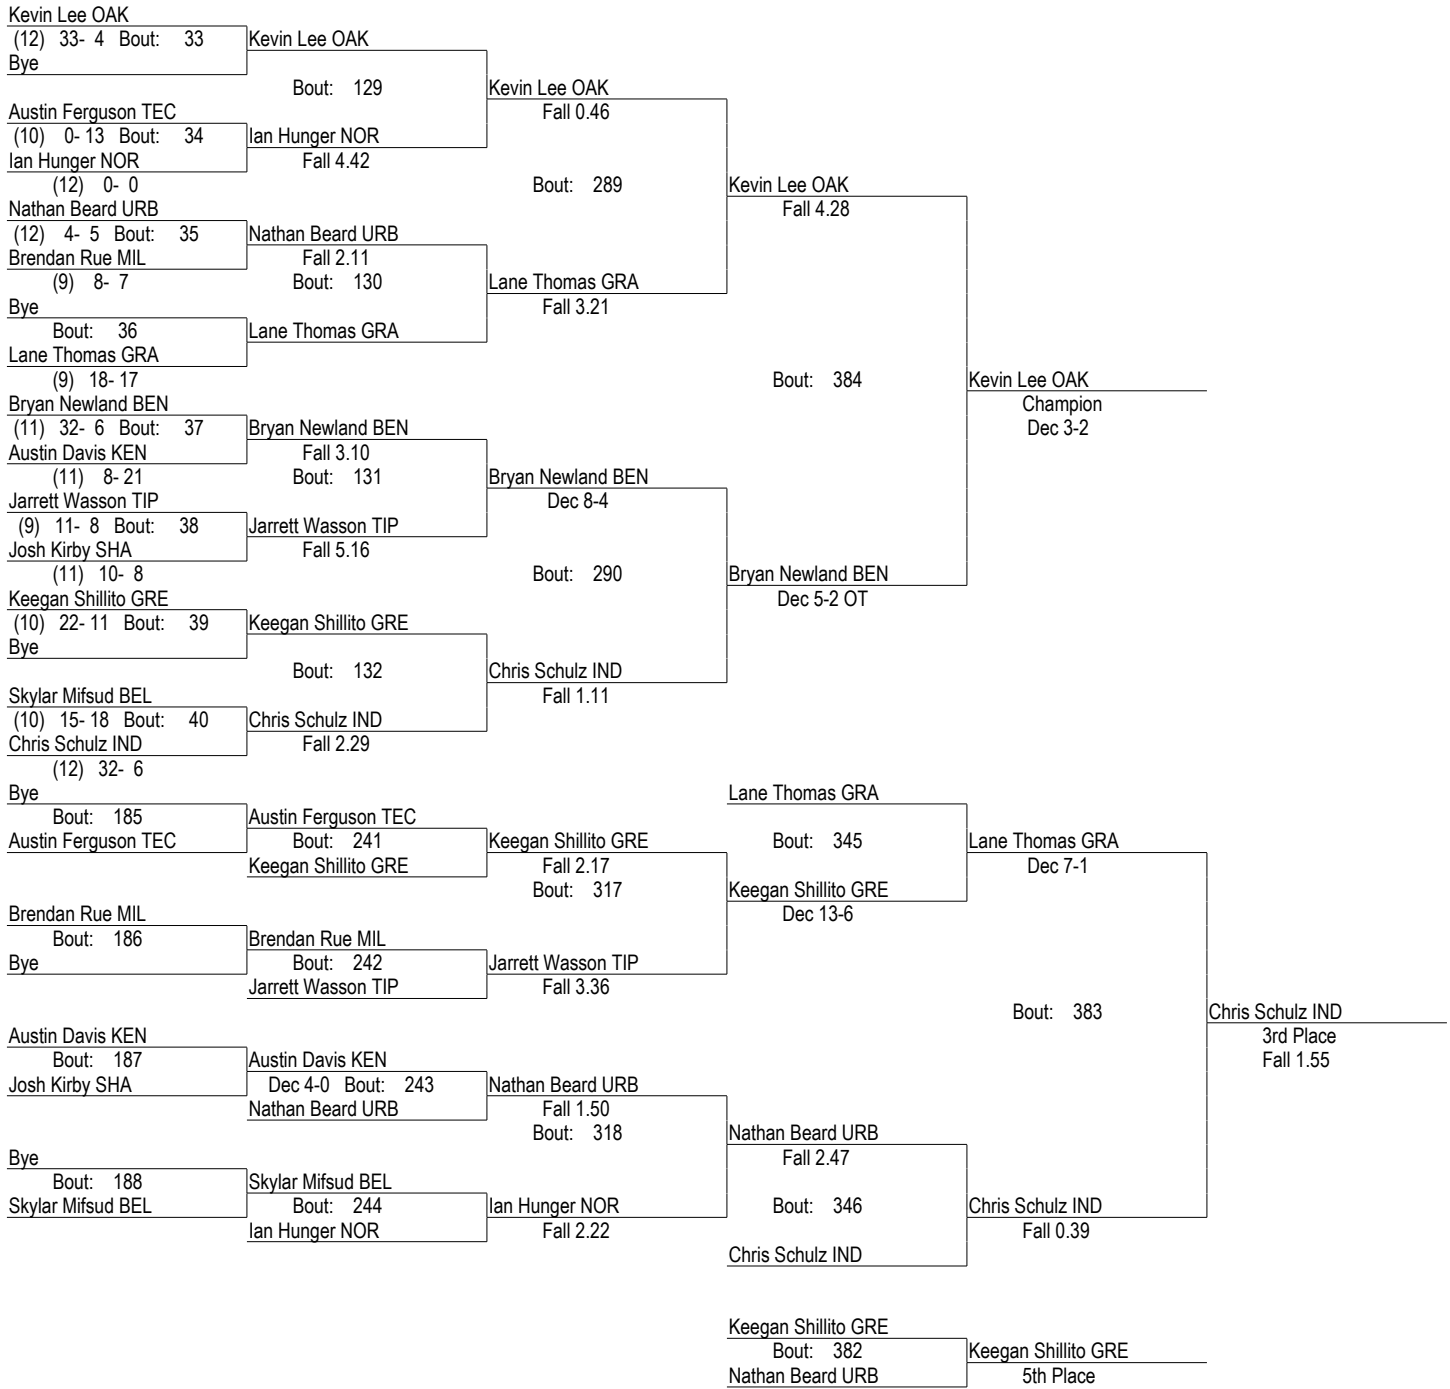 Kevin Lee OAK
(12) 33- 4 Bout: 33 Kevin Lee OAK
Bye
Bout: 129 Kevin Lee OAK
Austin Ferguson TEC Fall 0.46
(10) 0- 13 Bout: 34 Ian Hunger NOR
Ian Hunger NOR Fall 4.42
(12) 0- 0 Bout: 289 Kevin Lee OAK
Nathan Beard URB Fall 4.28
(12) 4- 5 Bout: 35 Nathan Beard URB
Brendan Rue MIL Fall 2.11
(9) 8- 7 Bout: 130 Lane Thomas GRA
Bye Fall 3.21
Bout: 36 Lane Thomas GRA
Lane Thomas GRA
(9) 18- 17 Bout: 384 Kevin Lee OAK
Bryan Newland BEN Champion
(11) 32- 6 Bout: 37 Bryan Newland BEN Dec 3-2
Austin Davis KEN Fall 3.10
(11) 8- 21 Bout: 131 Bryan Newland BEN
Jarrett Wasson TIP Dec 8-4
(9) 11- 8 Bout: 38 Jarrett Wasson TIP
Josh Kirby SHA Fall 5.16
(11) 10- 8 Bout: 290 Bryan Newland BEN
Keegan Shillito GRE Dec 5-2 OT
(10) 22- 11 Bout: 39 Keegan Shillito GRE
Bye
Bout: 132 Chris Schulz IND
Skylar Mifsud BEL Fall 1.11
(10) 15- 18 Bout: 40 Chris Schulz IND
Chris Schulz IND Fall 2.29
(12) 32- 6
Bye Lane Thomas GRA
Bout: 185 Austin Ferguson TEC
Austin Ferguson TEC Bout: 241 Keegan Shillito GRE Bout: 345 Lane Thomas GRA
Keegan Shillito GRE Fall 2.17 Dec 7-1
Bout: 317 Keegan Shillito GRE
Brendan Rue MIL Dec 13-6
Bout: 186 Brendan Rue MIL
Bye Bout: 242 Jarrett Wasson TIP
Jarrett Wasson TIP Fall 3.36
Bout: 383 Chris Schulz IND
Austin Davis KEN 3rd Place
Bout: 187 Austin Davis KEN Fall 1.55
Josh Kirby SHA Dec 4-0 Bout: 243 Nathan Beard URB
Nathan Beard URB Fall 1.50
Bout: 318 Nathan Beard URB
Bye Fall 2.47
Bout: 188 Skylar Mifsud BEL
Skylar Mifsud BEL Bout: 244 Ian Hunger NOR Bout: 346 Chris Schulz IND
Ian Hunger NOR Fall 2.22 Fall 0.39
Chris Schulz IND
Keegan Shillito GRE
Bout: 382 Keegan Shillito GRE
Nathan Beard URB 5th Place